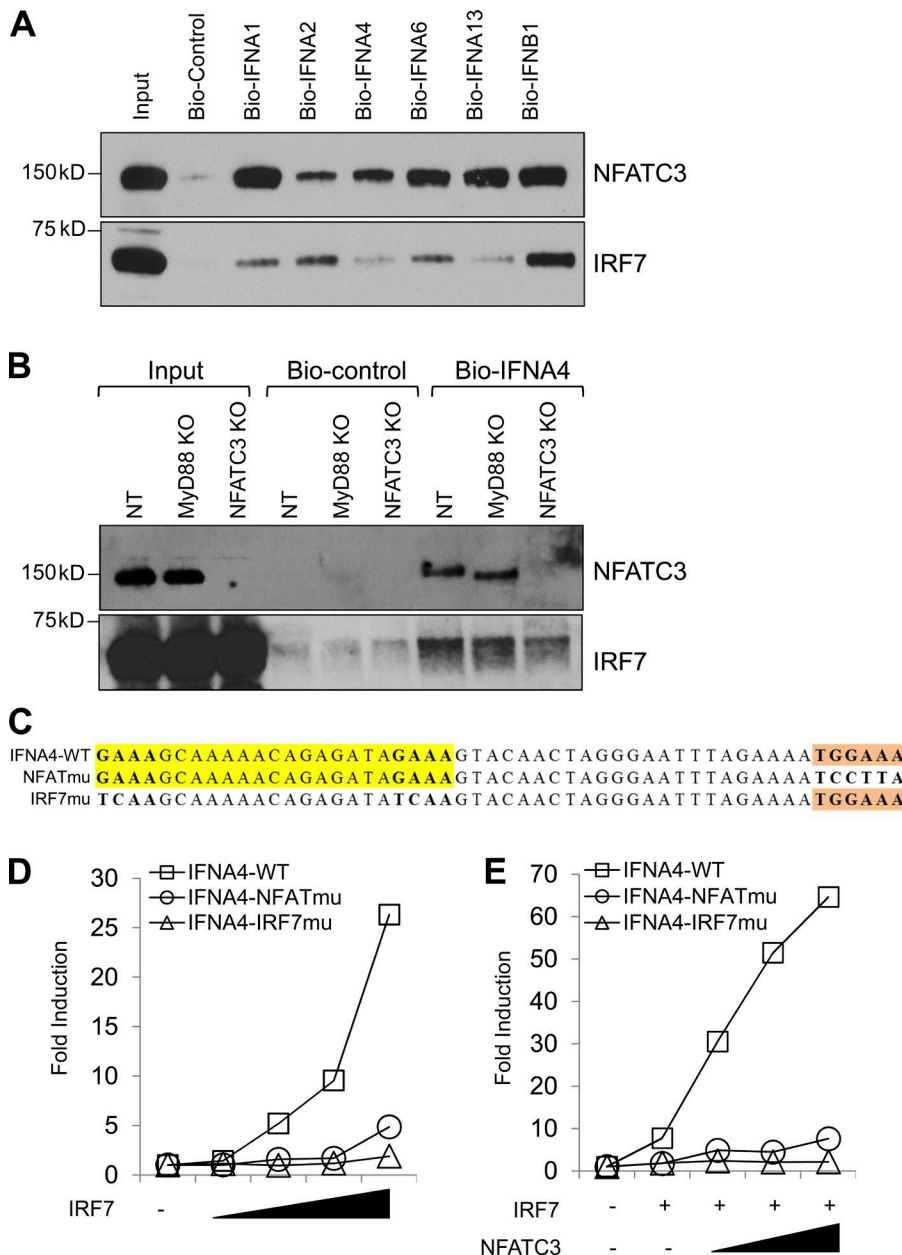 A
Input
Bio-Control
Bio-IFNA1
Bio-IFNA2
Bio-IFNA4
Bio-IFNA6
Bio-IFNA13
Bio-IFNB1
150kD
NFATC3
75kD
IRF7
B
Input
Bio-control
Bio-IFNA4
NT
MyD88 KO
NFATC3 KO
NT
MyD88 KO
NFATC3 KO
NT
MyD88 KO
NFATC3 KO
150kD
NFATC3
75kD
IRF7
C
IFNA4-WT GAAAGCAAAAACAGAGATAGAAAGTACAACTAGGGAATTTAGAAAATGGAAA
NFATmu GAAAGCAAAAACAGAGATAGAAAGTACAACTAGGGAATTTAGAAAATCCTTA
IRF7mu TCAAGCAAAAACAGAGATATCAAGTACAACTAGGGAATTTAGAAAATGGAAA
D
IFNA4-WT
IFNA4-NFATmu
IFNA4-IRF7mu
30
25
20
15
10
5
0
Fold Induction
IRF7 -
E
IFNA4-WT
IFNA4-NFATmu
IFNA4-IRF7mu
70
60
50
40
30
20
10
0
Fold Induction
IRF7 - + + + +
NFATC3 - -